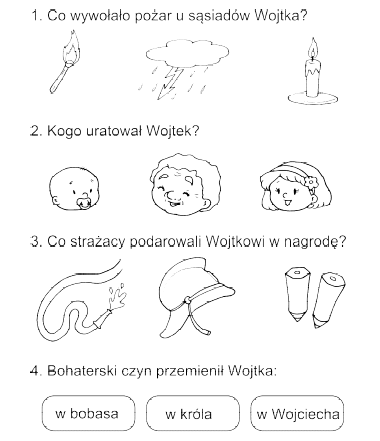 1. Co wywołało pożar u sąsiadów Wojtka?
2. Kogo uratował Wojtek?
3. Co strażacy podarowali Wojtkowi w nagrodę?
4. Bohaterski czyn przemienił Wojtka:
w bobasa w króla w Wojciecha